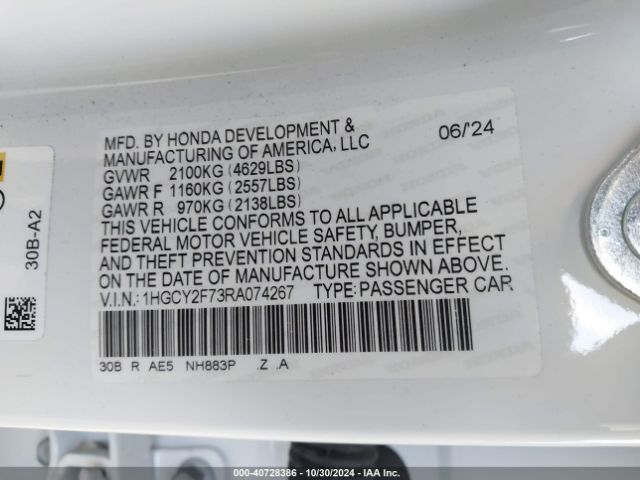 MFD. BY HONDA DEVELOPMENT & 06/'24
MANUFACTURING OF AMERICA, LLC
GVWR 2100KG (4629LBS)
GAWR F 1160KG (2557LBS)
GAWR R 970KG (2138LBS)
THIS VEHICLE CONFORMS TO ALL APPLICABLE
FEDERAL MOTOR VEHICLE SAFETY, BUMPER,
AND THEFT PREVENTION STANDARDS IN EFFECT
ON THE DATE OF MANUFACTURE SHOWN ABOVE.
V.I.N.:1HGCY2F73RA074267 TYPE:PASSENGER CAR
30B R AE5 NH883P .Z .A
30B-A2
000-40728386 - 10/30/2024 - IAA Inc.